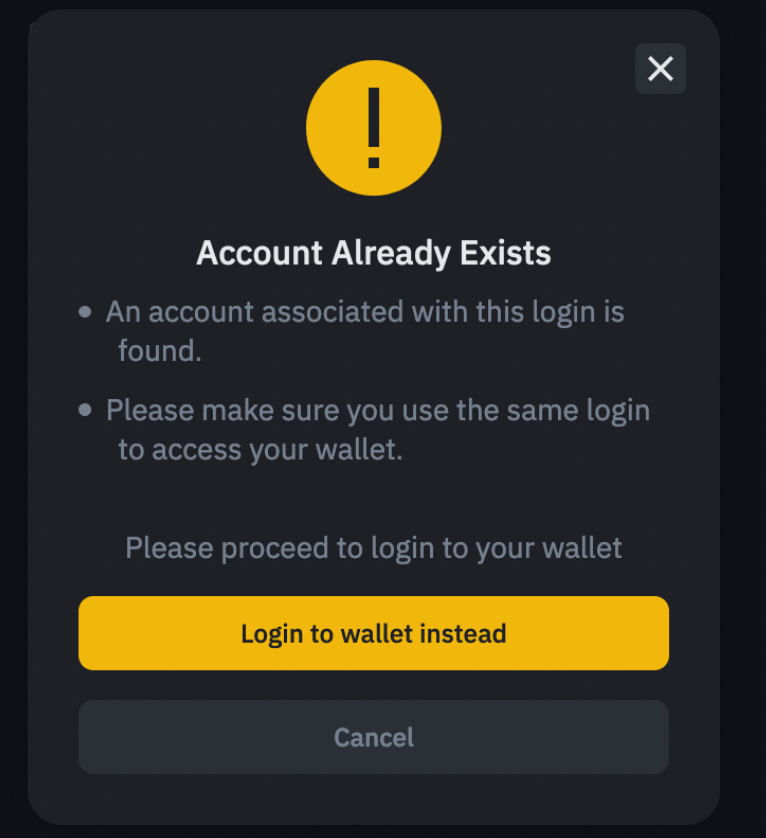 Account Already Exists
An account associated with this login is
found.
Please make sure you use the same login
to access your wallet.
Please proceed to login to your wallet
Login to wallet instead
Cancel